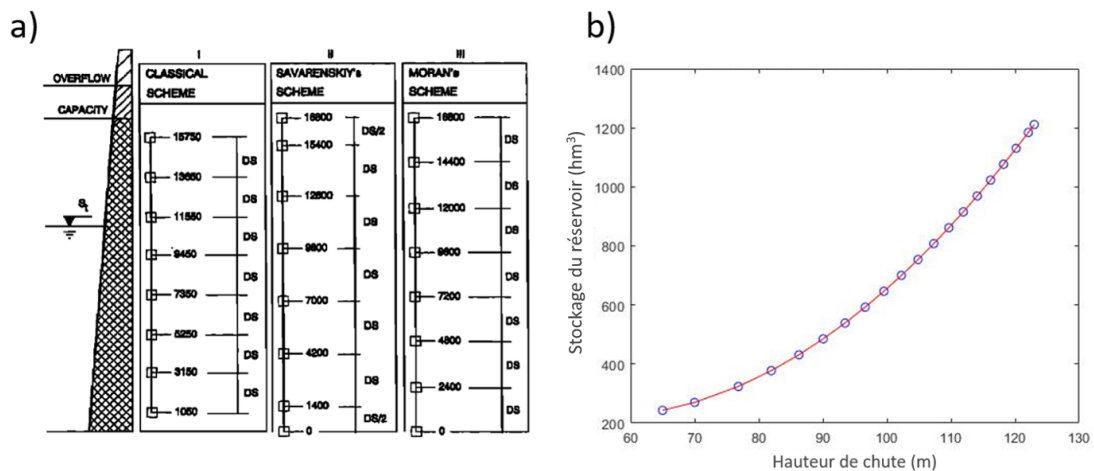 a)
OVERFLOW
CAPACITY
S_t
I
CLASSICAL
SCHEME
15750
DS
13650
DS
11550
DS
9450
DS
7350
DS
5250
DS
3150
DS
1050
II
SAVARENSKIY's
SCHEME
16800
DS/2
15400
DS
12600
DS
9800
DS
7000
DS
4200
DS
1400
DS/2
0
III
MORAN's
SCHEME
16800
DS
14400
DS
12000
DS
9600
DS
7200
DS
4800
DS
2400
DS
0
b)
Stockage du réservoir (hm³)
1400
1200
1000
800
600
400
200
60 70 80 90 100 110 120 130
Hauteur de chute (m)